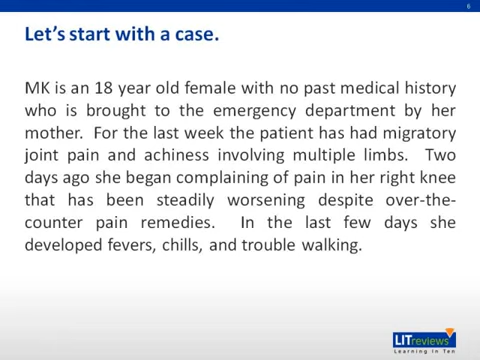 6
Let's start with a case.
MK is an 18 year old female with no past medical history
who is brought to the emergency department by her
mother. For the last week the patient has had migratory
joint pain and achiness involving multiple limbs. Two
days ago she began complaining of pain in her right knee
that has been steadily worsening despite over-the-
counter pain remedies. In the last few days she
developed fevers, chills, and trouble walking.
LITreviews
Learning in Ten